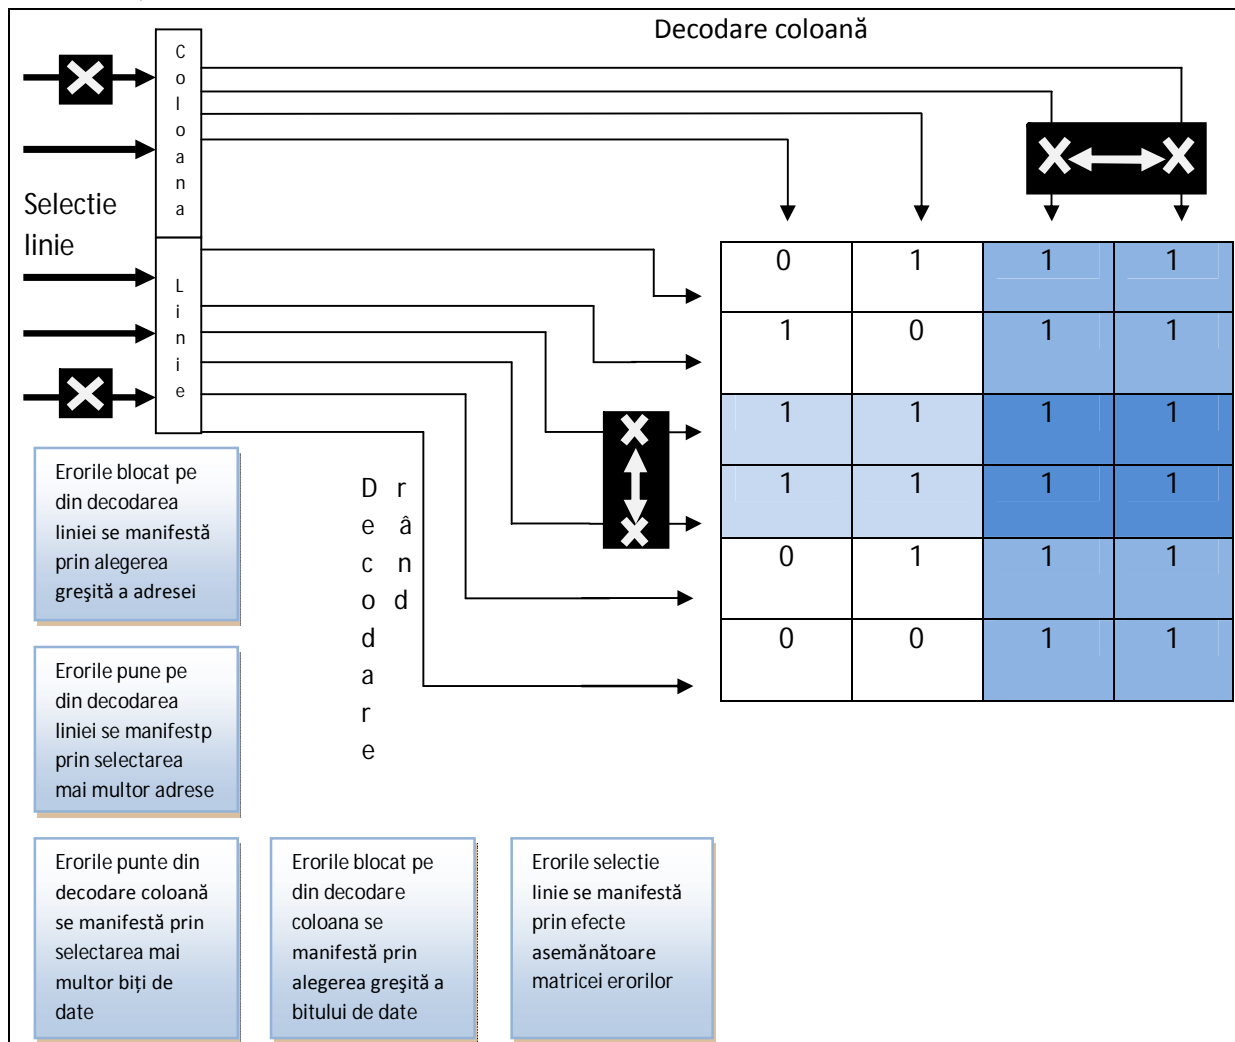 Decodare coloană
Coloana
Selectie
linie
Linie
0 1 1 1
1 0 1 1
1 1 1 1
1 1 1 1
0 1 1 1
0 0 1 1
Decodare
rând
Erorile blocat pe
din decodarea
liniei se manifestă
prin alegerea
greşită a adresei
Erorile pune pe
din decodarea
liniei se manifestp
prin selectarea
mai multor adrese
Erorile punte din
decodare coloană
se manifestă prin
selectarea mai
multor biți de
date
Erorile blocat pe
din decodare
coloana se
manifestă prin
alegerea greşită a
bitului de date
Erorile selectie
linie se manifestă
prin efecte
asemănătoare
matricei erorilor